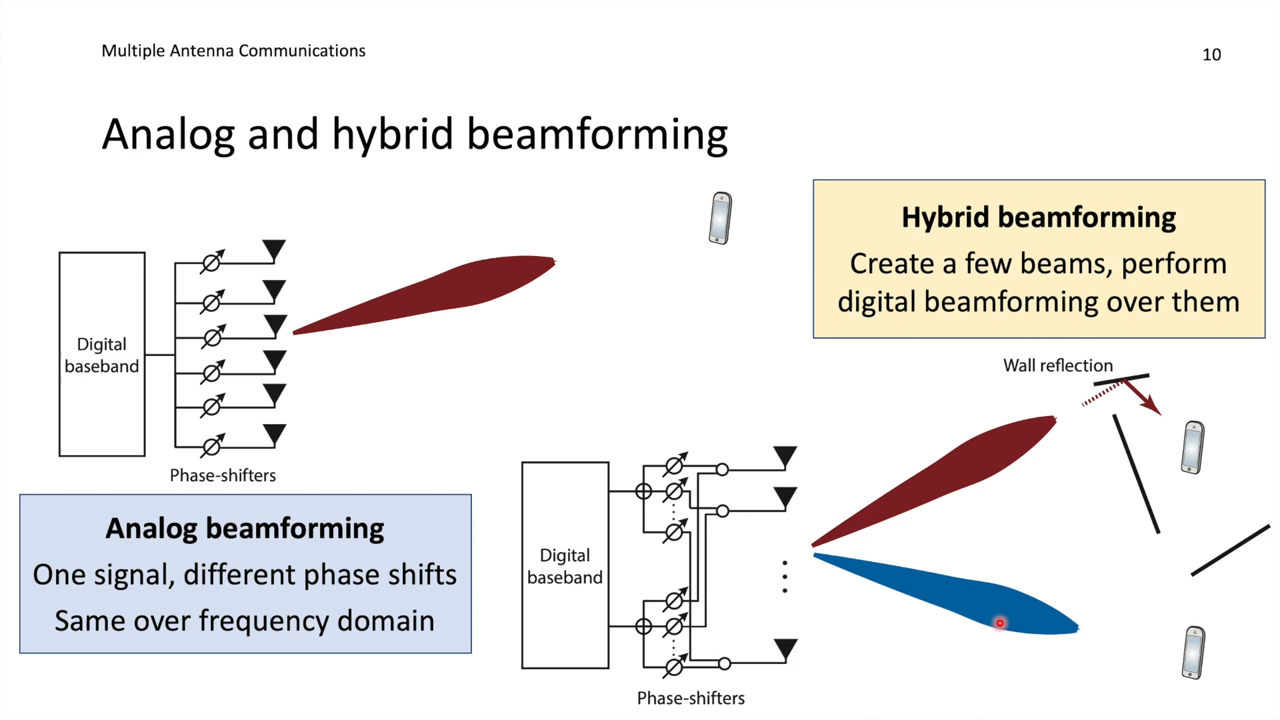 Multiple Antenna Communications
10
Analog and hybrid beamforming
Digital
baseband
Phase-shifters
Analog beamforming
One signal, different phase shifts
Same over frequency domain
Hybrid beamforming
Create a few beams, perform
digital beamforming over them
Wall reflection
Digital
baseband
Phase-shifters